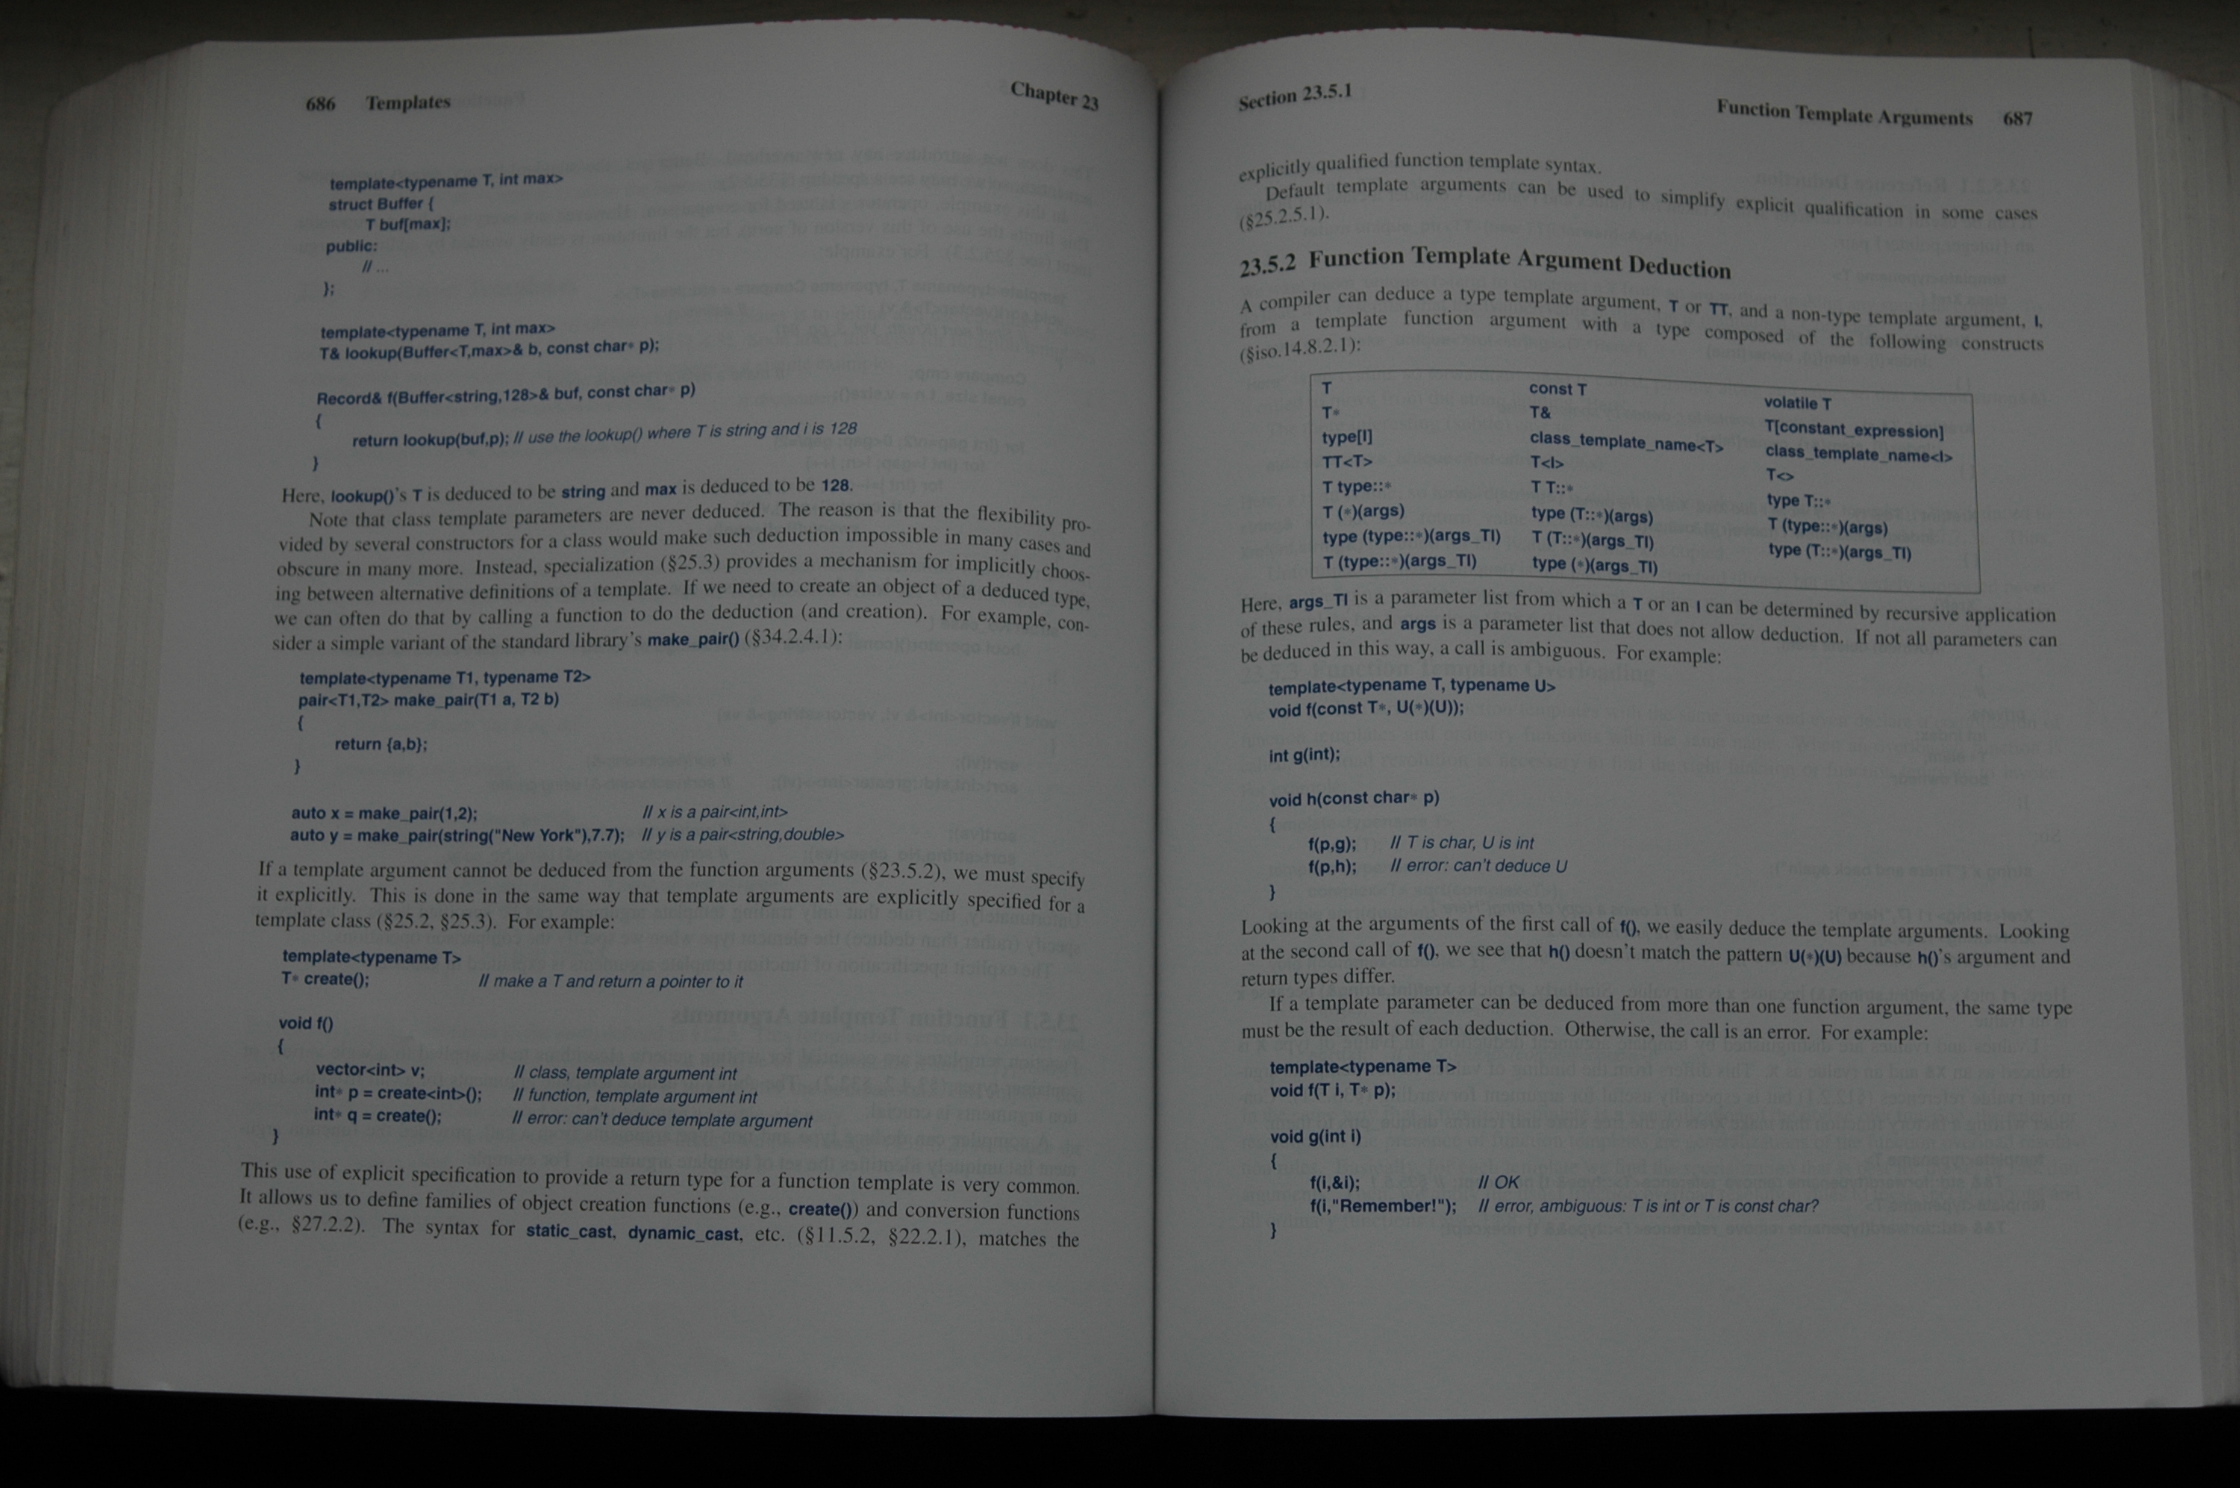 686 Templates Chapter 23
template<typename T, int max>
struct Buffer {
T buf[max];
public:
// ...
};
template<typename T, int max>
T& lookup(Buffer<T,max>& b, const char* p);
Record& f(Buffer<string,128>& buf, const char* p)
{
return lookup(buf,p); // use the lookup() where T is string and i is 128
}
Here, lookup()'s T is deduced to be string and max is deduced to be 128.
Note that class template parameters are never deduced. The reason is that the flexibility pro-
vided by several constructors for a class would make such deduction impossible in many cases and
obscure in many more. Instead, specialization (§25.3) provides a mechanism for implicitly choos-
ing between alternative definitions of a template. If we need to create an object of a deduced type,
we can often do that by calling a function to do the deduction (and creation). For example, con-
sider a simple variant of the standard library's make_pair() (§34.2.4.1):
template<typename T1, typename T2>
pair<T1,T2> make_pair(T1 a, T2 b)
{
return {a,b};
}
auto x = make_pair(1,2); // x is a pair<int,int>
auto y = make_pair(string("New York"),7.7); // y is a pair<string,double>
If a template argument cannot be deduced from the function arguments (§23.5.2), we must specify
it explicitly. This is done in the same way that template arguments are explicitly specified for a
template class (§25.2, §25.3). For example:
template<typename T>
T* create(); // make a T and return a pointer to it
void f()
{
vector<int> v; // class, template argument int
int* p = create<int>(); // function, template argument int
int* q = create(); // error: can't deduce template argument
}
This use of explicit specification to provide a return type for a function template is very common.
It allows us to define families of object creation functions (e.g., create()) and conversion functions
(e.g., §27.2.2). The syntax for static_cast, dynamic_cast, etc. (§11.5.2, §22.2.1), matches the
Section 23.5.1 Function Template Arguments 687
explicitly qualified function template syntax.
Default template arguments can be used to simplify explicit qualification in some cases
(§25.2.5.1).
23.5.2 Function Template Argument Deduction
A compiler can deduce a type template argument, T or TT, and a non-type template argument, I,
from a template function argument with a type composed of the following constructs
(§iso.14.8.2.1):
T const T volatile T
T* T& T[constant_expression]
type[I] class_template_name<T> class_template_name<I>
TT<T> T<I> T<>
T type::* T T::* type T::*
T (*)(args) type (T::*)(args) T (type::*)(args)
type (type::*)(args_TI) T (T::*)(args_TI) type (T::*)(args_TI)
T (type::*)(args_TI) type (*)(args_TI)
Here, args_TI is a parameter list from which a T or an I can be determined by recursive application
of these rules, and args is a parameter list that does not allow deduction. If not all parameters can
be deduced in this way, a call is ambiguous. For example:
template<typename T, typename U>
void f(const T*, U(*)(U));
int g(int);
void h(const char* p)
{
f(p,g); // T is char, U is int
f(p,h); // error: can't deduce U
}
Looking at the arguments of the first call of f(), we easily deduce the template arguments. Looking
at the second call of f(), we see that h() doesn't match the pattern U(*)(U) because h()'s argument and
return types differ.
If a template parameter can be deduced from more than one function argument, the same type
must be the result of each deduction. Otherwise, the call is an error. For example:
template<typename T>
void f(T i, T* p);
void g(int i)
{
f(i,&i); // OK
f(i,"Remember!"); // error, ambiguous: T is int or T is const char?
}